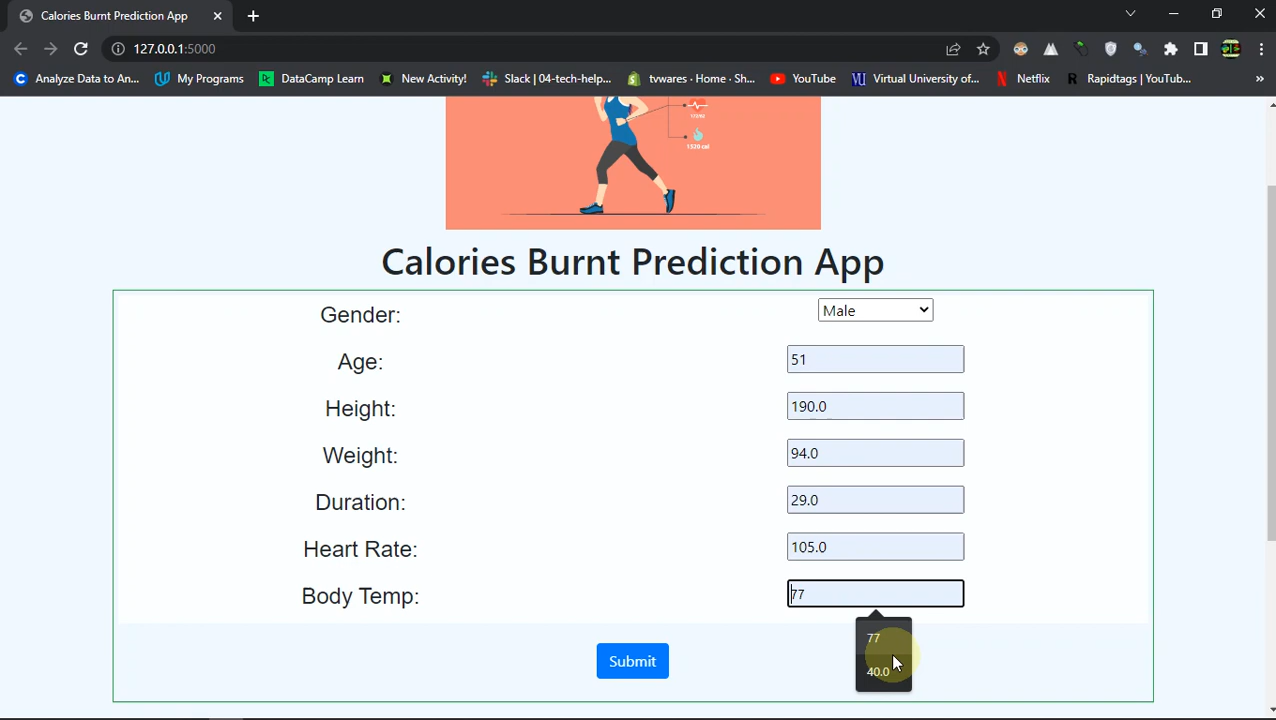 Calories Burnt Prediction App
127.0.0.1:5000
Analyze Data to An...
My Programs
DataCamp Learn
New Activity!
Slack | 04-tech-help...
tvwares · Home · Sh...
YouTube
Virtual University of...
Netflix
Rapidtags | YouTub...
»
1530 cal
Calories Burnt Prediction App
Gender: Male
Age: 51
Height: 190.0
Weight: 94.0
Duration: 29.0
Heart Rate: 105.0
Body Temp: 77
77
40.0
Submit